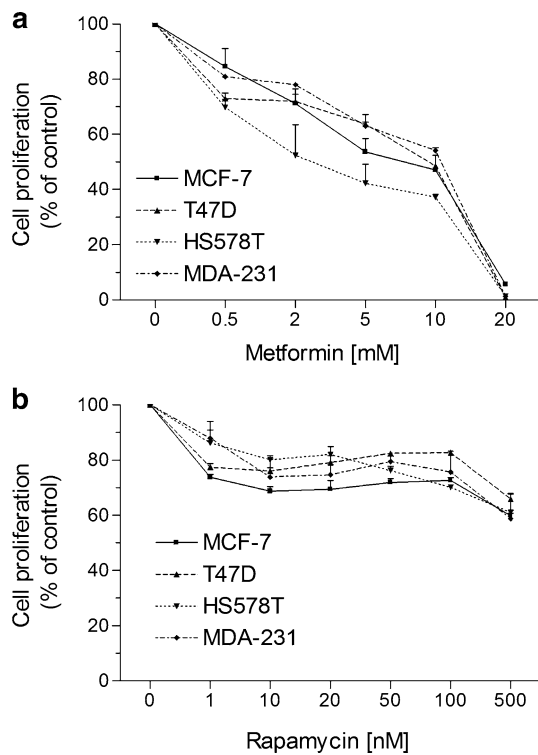 a
Cell proliferation
(% of control)
100
80
60
40
20
0
MCF-7
T47D
HS578T
MDA-231
0 0.5 2 5 10 20
Metformin [mM]
b
Cell proliferation
(% of control)
100
80
60
40
20
0
MCF-7
T47D
HS578T
MDA-231
0 1 10 20 50 100 500
Rapamycin [nM]